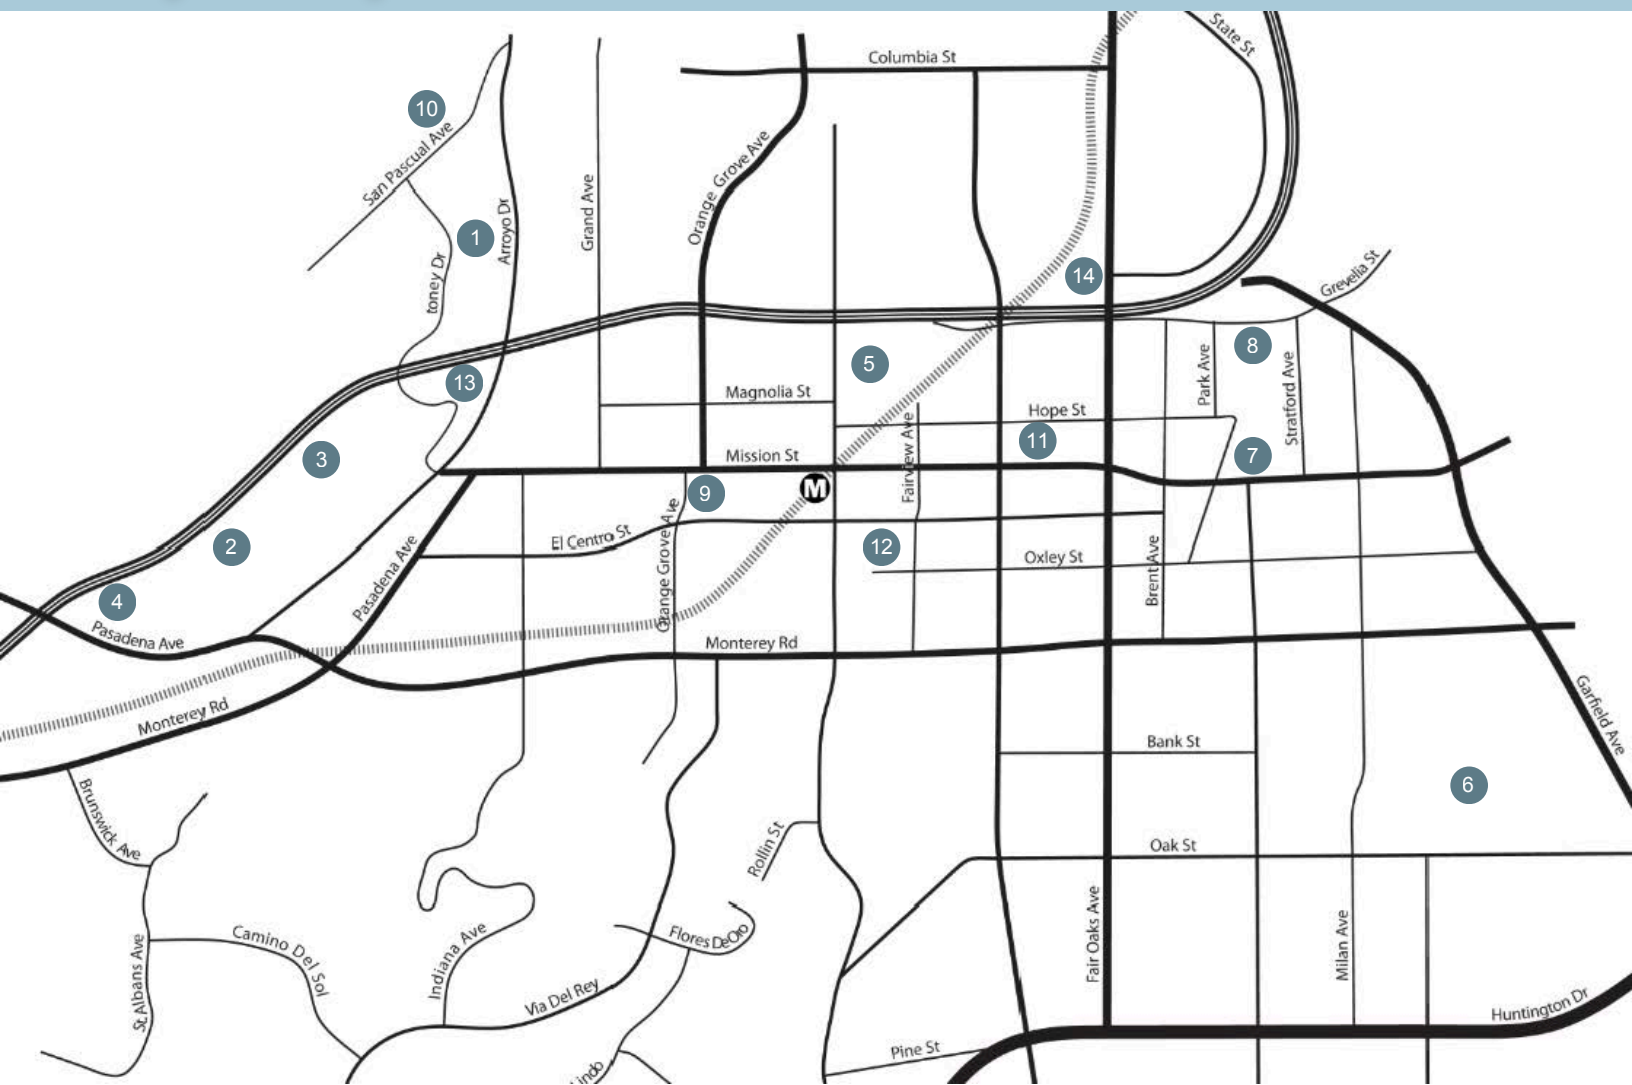 State St
Columbia St
10
San Pascual Ave
Orange Grove Ave
Grand Ave
Arroyo Dr
1
toney Dr
14
Grevelia St
5
8
Park Ave
Stratford Ave
13
Magnolia St
Hope St
11
Fairview Ave
3
Mission St
7
9
M
El Centro St
Orange Grove Ave
2
12
Oxley St
Brent Ave
Pasadena Ave
4
Pasadena Ave
Monterey Rd
Monterey Rd
Garfield Ave
Bank St
6
Brunswick Ave
Rollin St
Oak St
Fair Oaks Ave
Milan Ave
Flores DeOro
Camino Del Sol
Indiana Ave
St Albans Ave
Via Del Rey
Huntington Dr
Pine St
Lindo